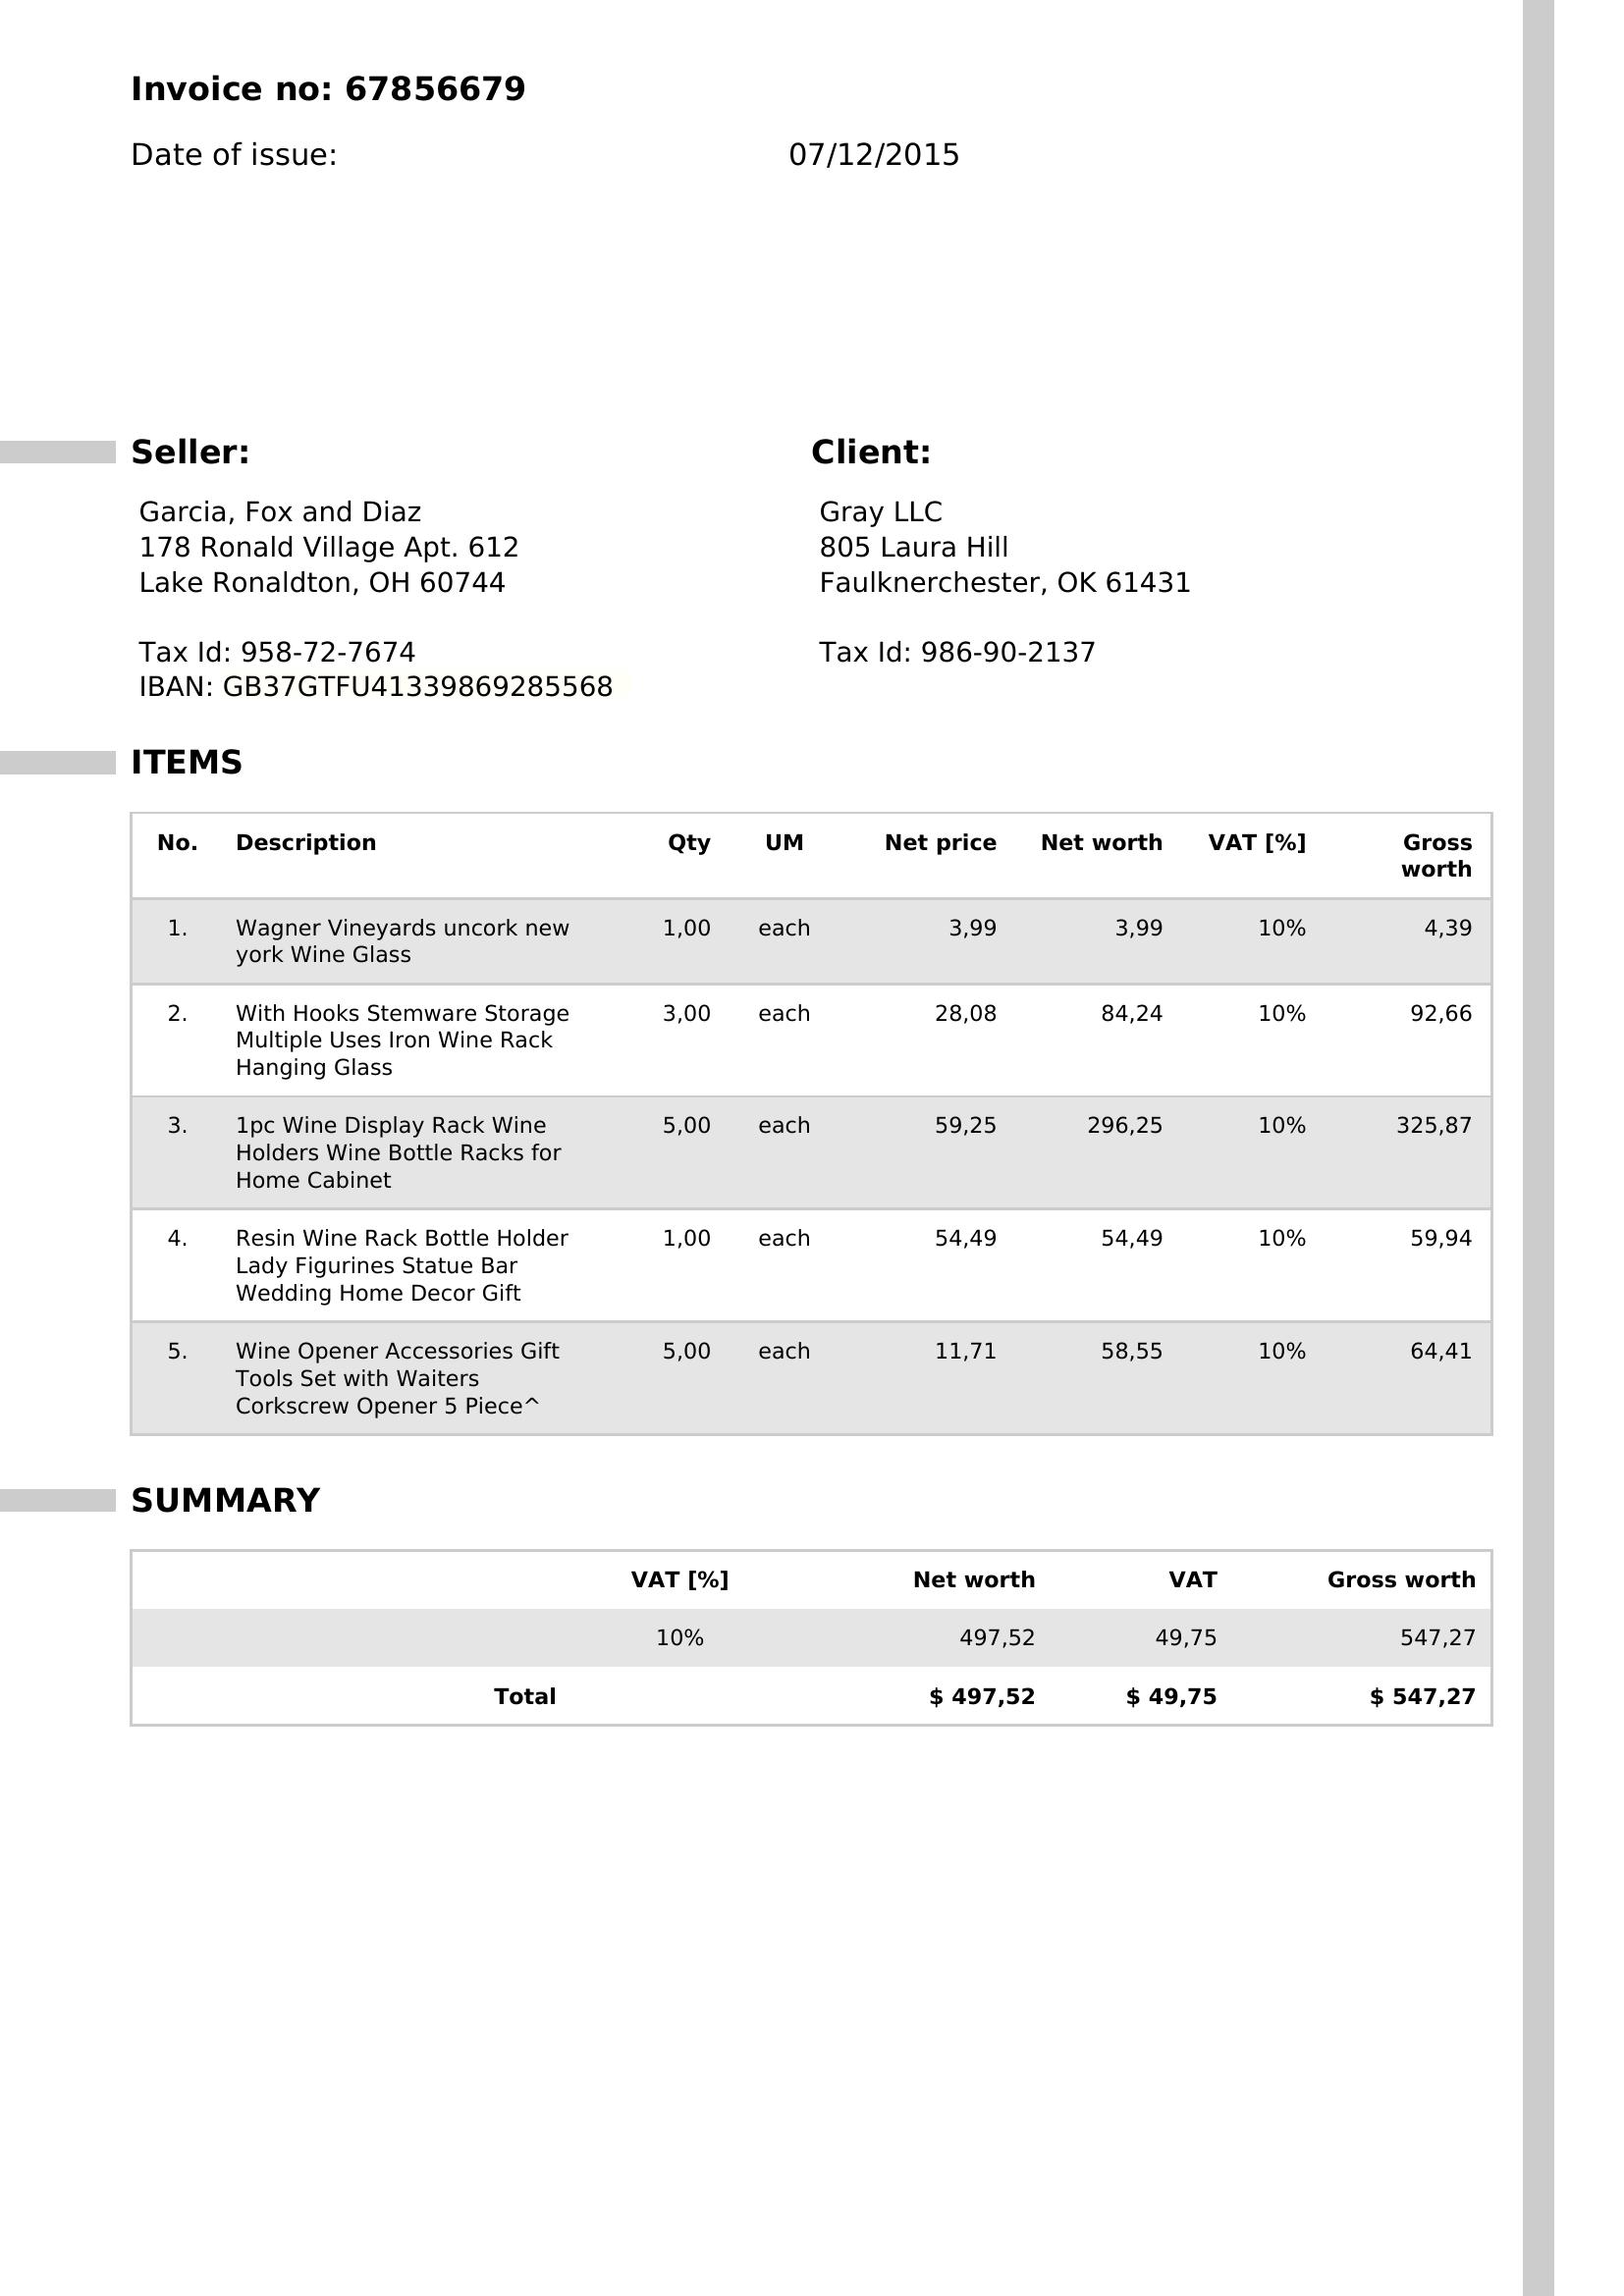 Invoice no: 67856679
Date of issue: 07/12/2015
Seller:
Garcia, Fox and Diaz
178 Ronald Village Apt. 612
Lake Ronaldton, OH 60744
Tax Id: 958-72-7674
IBAN: GB37GTFU41339869285568
Client:
Gray LLC
805 Laura Hill
Faulknerchester, OK 61431
Tax Id: 986-90-2137
ITEMS
No. Description Qty UM Net price Net worth VAT [%] Gross
worth
1. Wagner Vineyards uncork new 1,00 each 3,99 3,99 10% 4,39
york Wine Glass
2. With Hooks Stemware Storage 3,00 each 28,08 84,24 10% 92,66
Multiple Uses Iron Wine Rack
Hanging Glass
3. 1pc Wine Display Rack Wine 5,00 each 59,25 296,25 10% 325,87
Holders Wine Bottle Racks for
Home Cabinet
4. Resin Wine Rack Bottle Holder 1,00 each 54,49 54,49 10% 59,94
Lady Figurines Statue Bar
Wedding Home Decor Gift
5. Wine Opener Accessories Gift 5,00 each 11,71 58,55 10% 64,41
Tools Set with Waiters
Corkscrew Opener 5 Piece^
SUMMARY
VAT [%] Net worth VAT Gross worth
10% 497,52 49,75 547,27
Total $ 497,52 $ 49,75 $ 547,27